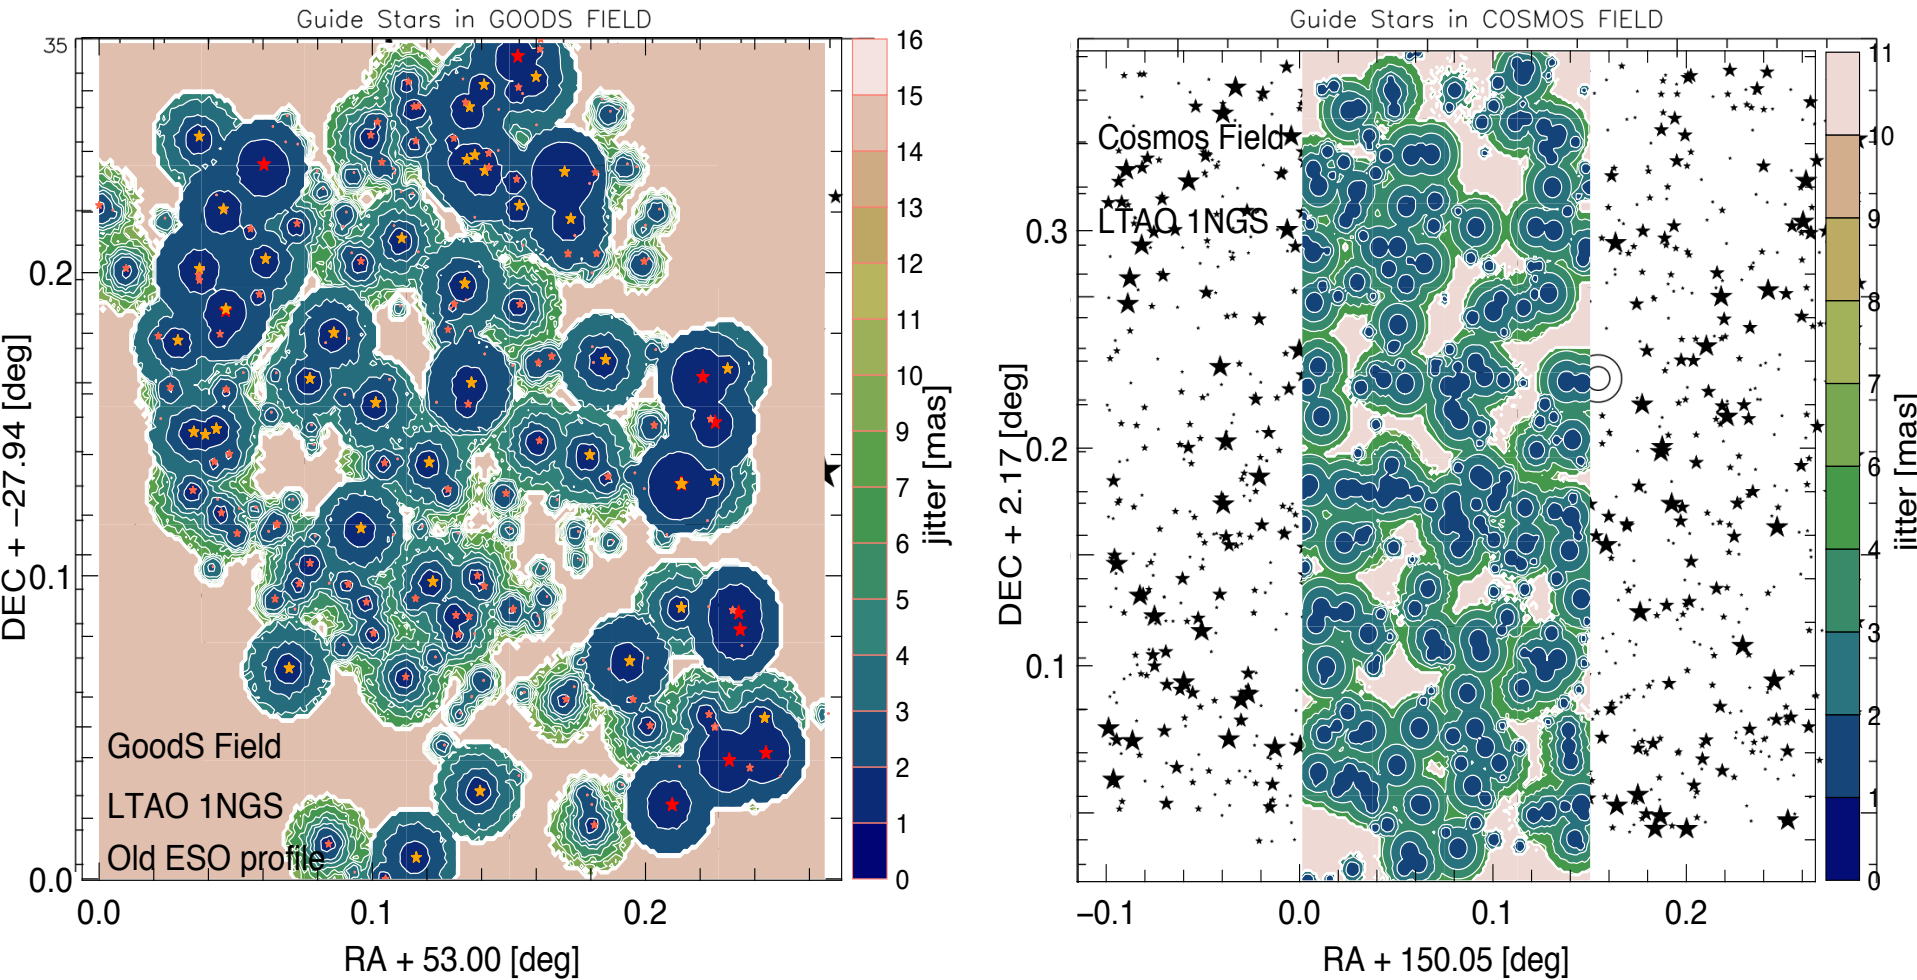 Guide Stars in GOODS FIELD
35
0.2
0.1
0.0
DEC + −27.94 [deg]
GoodS Field
LTAO 1NGS
Old ESO profile
0.0 0.1 0.2
RA + 53.00 [deg]
16
15
14
13
12
11
10
9
7
6
5
4
3
2
1
0
jitter [mas]
Guide Stars in COSMOS FIELD
Cosmos Field
LTAO 1NGS
0.3
0.2
0.1
DEC + 2.17 [deg]
−0.1 0.0 0.1 0.2
RA + 150.05 [deg]
11
10
9
8
7
6
4
3
2
1
0
jitter [mas]